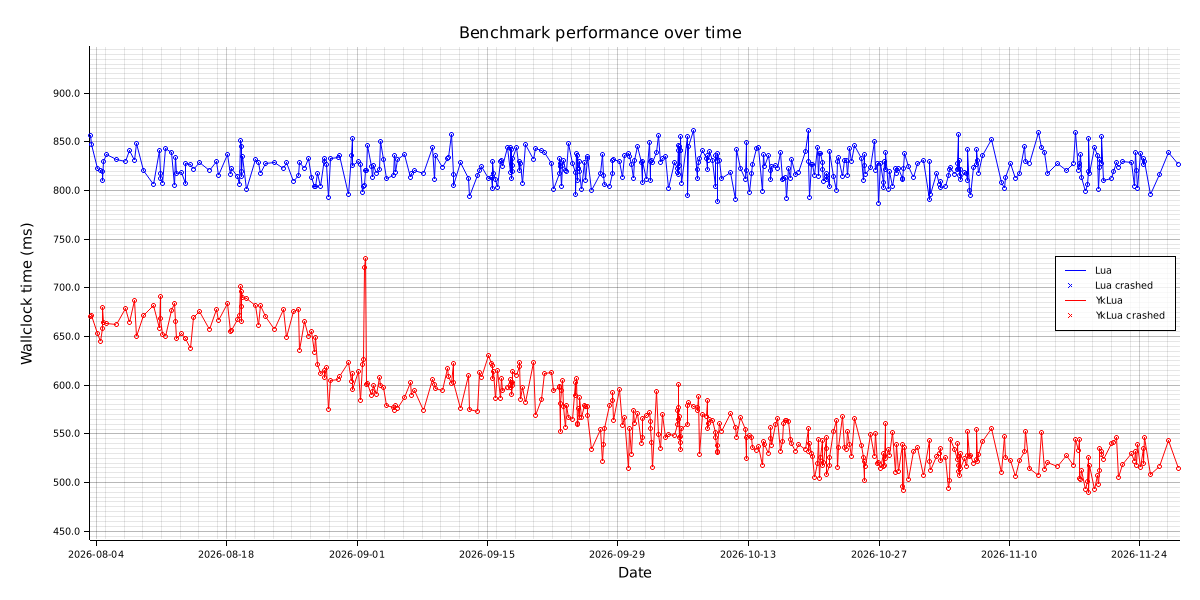 Benchmark performance over time
Wallclock time (ms)
900.0
850.0
800.0
750.0
700.0
650.0
600.0
550.0
500.0
450.0
Lua
Lua crashed
YkLua
YkLua crashed
2026-08-04 2026-08-18 2026-09-01 2026-09-15 2026-09-29 2026-10-13 2026-10-27 2026-11-10 2026-11-24
Date